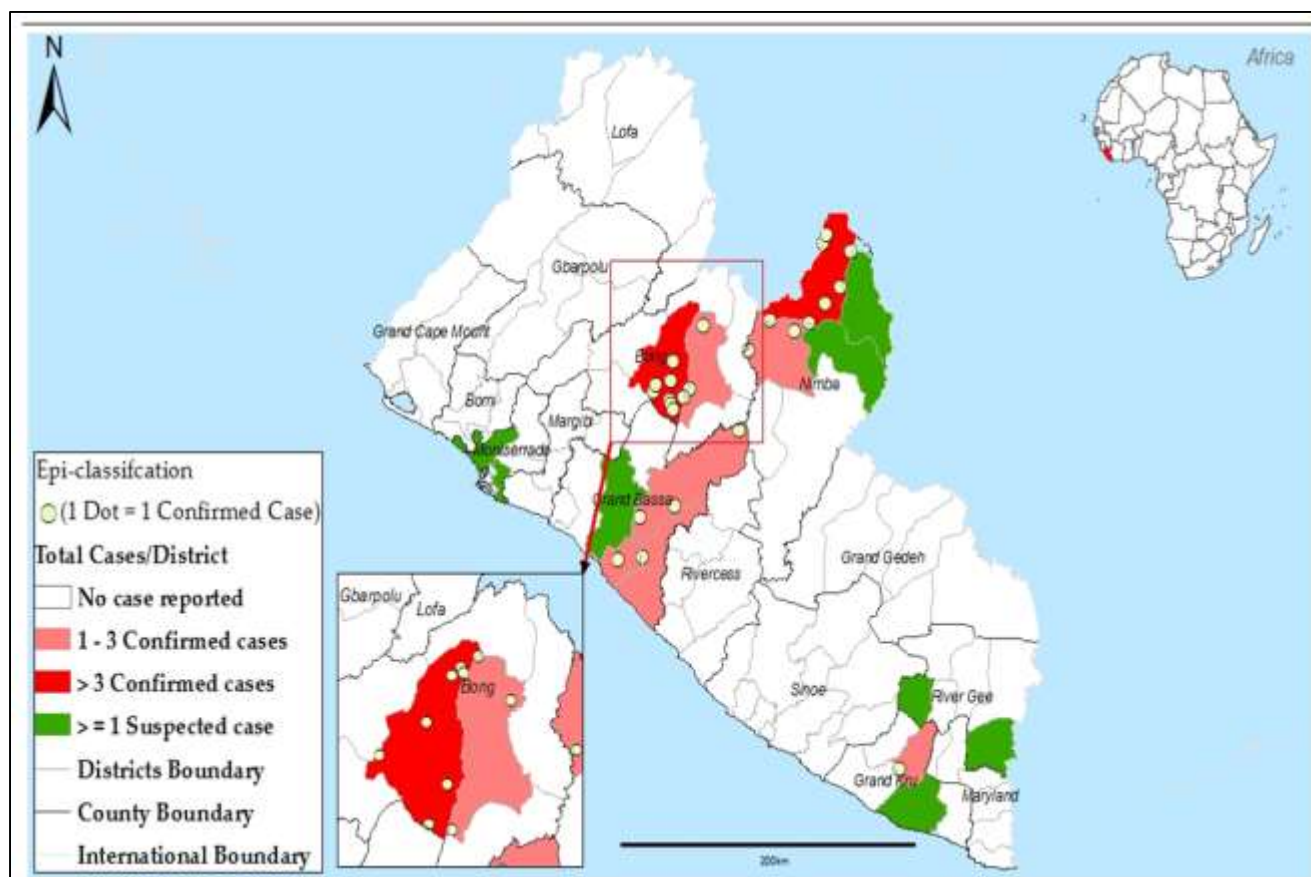 N
Africa
Lofa
Gbarpolu
Grand Cape Mount
Bong
Nimba
Bomi
Margibi
Montserrado
Grand Bassa
Grand Gedeh
Rivercess
Sinoe
River Gee
Grand Kru
Maryland
Epi-classifcation
(1 Dot = 1 Confirmed Case)
Total Cases/District
No case reported
1 - 3 Confirmed cases
> 3 Confirmed cases
> = 1 Suspected case
Districts Boundary
County Boundary
International Boundary
Gbarpolu
Lofa
Bong
200km